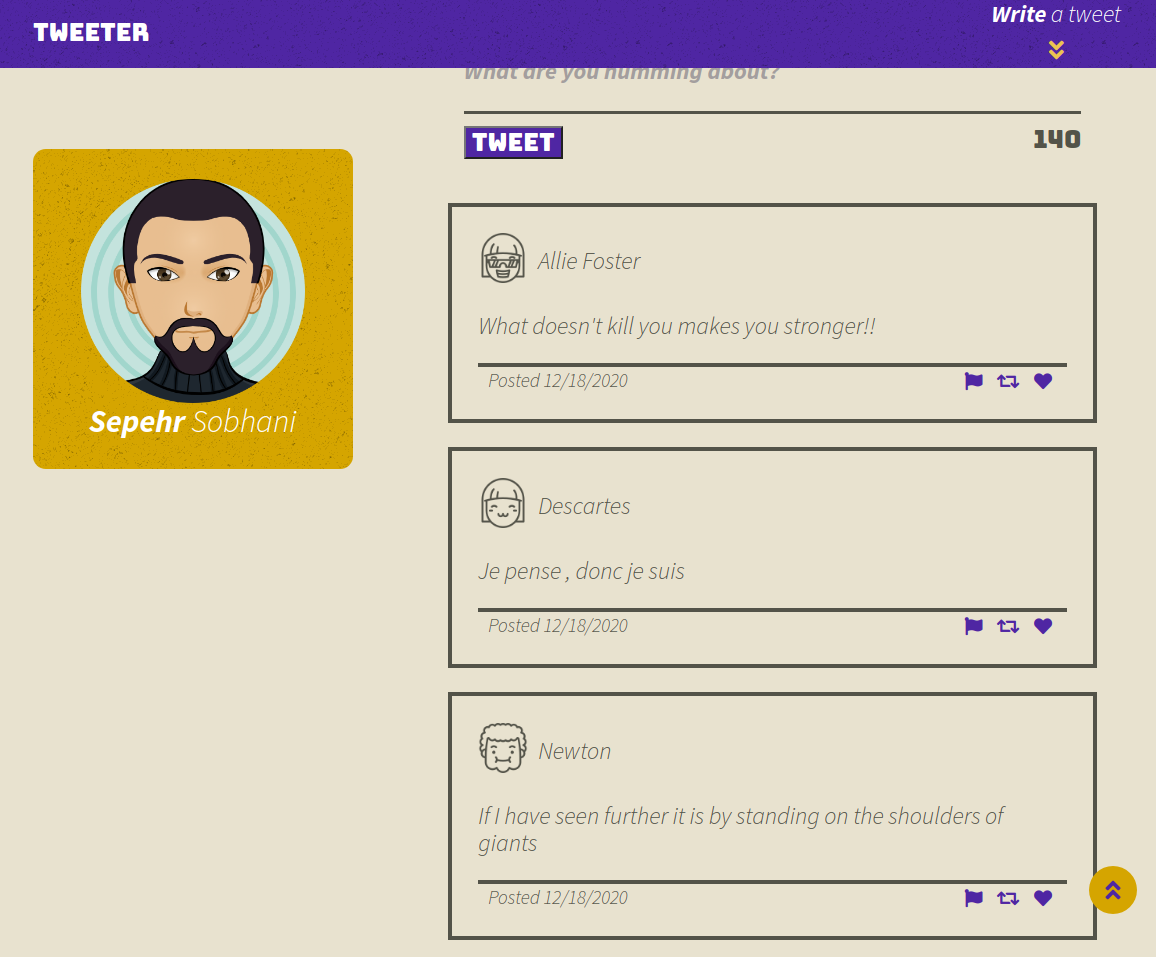 TWEETER
Write a tweet
What are you humming about?
TWEET
140
Sepehr Sobhani
Allie Foster
What doesn't kill you makes you stronger!!
Posted 12/18/2020
Descartes
Je pense , donc je suis
Posted 12/18/2020
Newton
If I have seen further it is by standing on the shoulders of
giants
Posted 12/18/2020